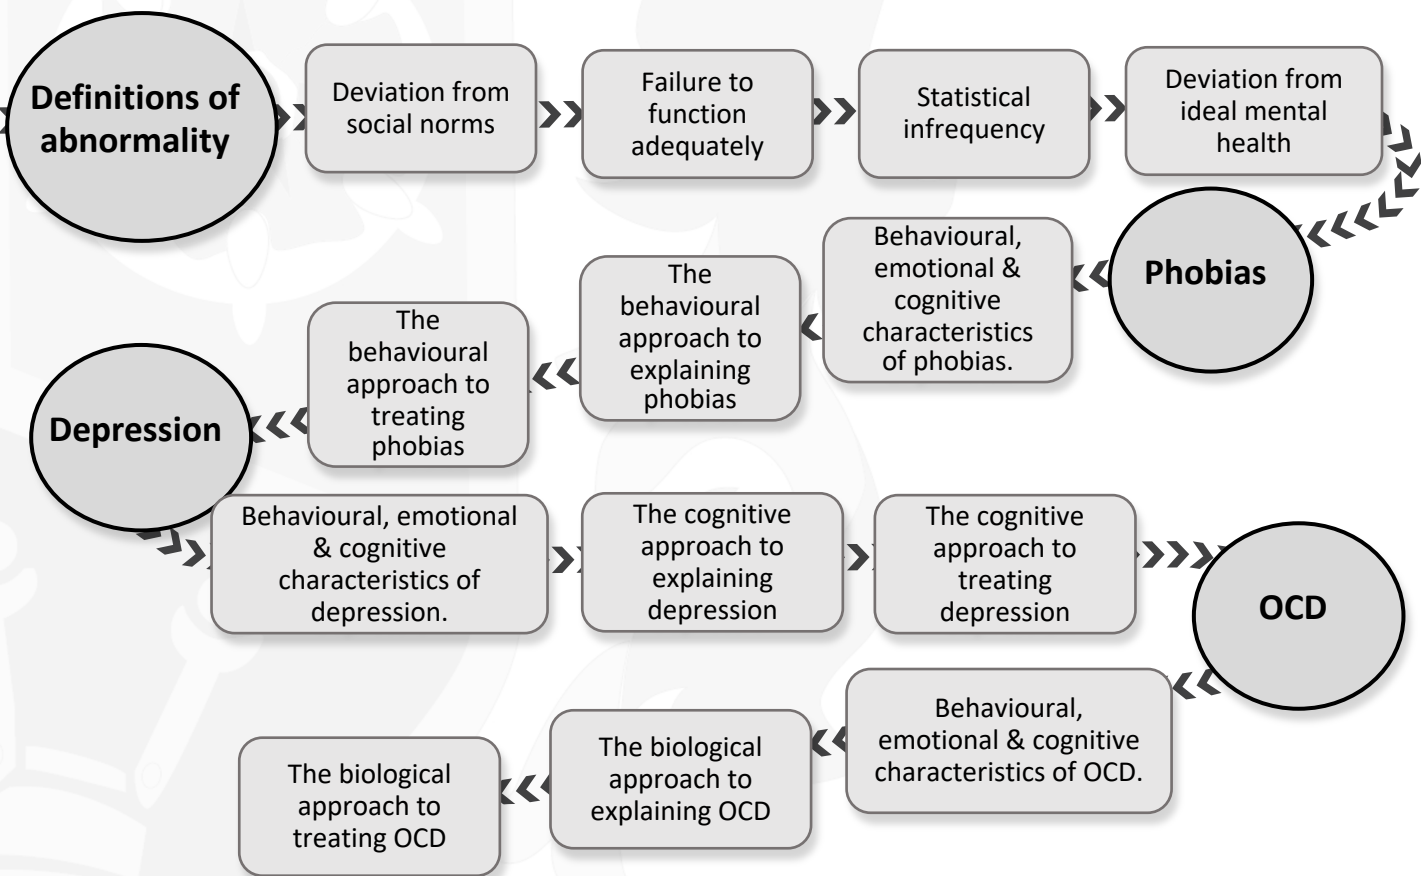 Definitions of
abnormality
Deviation from
social norms
Failure to
function
adequately
Statistical
infrequency
Deviation from
ideal mental
health
Phobias
Behavioural,
emotional &
cognitive
characteristics
of phobias.
The
behavioural
approach to
explaining
phobias
The
behavioural
approach to
treating
phobias
Depression
Behavioural, emotional
& cognitive
characteristics of
depression.
The cognitive
approach to
explaining
depression
The cognitive
approach to
treating
depression
OCD
Behavioural,
emotional & cognitive
characteristics of OCD.
The biological
approach to
explaining OCD
The biological
approach to
treating OCD